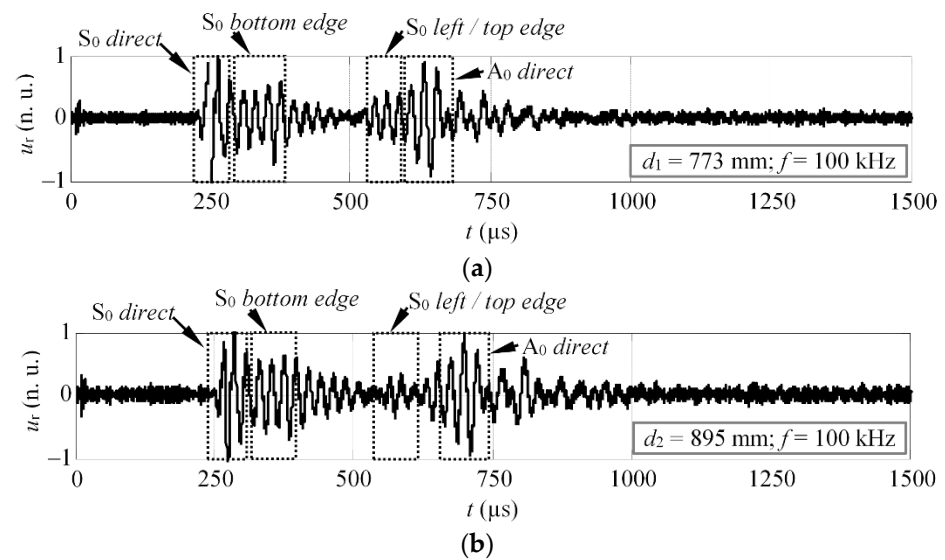 (a)
S₀ bottom edge
S₀ left / top edge
S₀ direct
A₀ direct
1
0
−1
uᵣ (n. u.)
d₁ = 773 mm; f = 100 kHz
0 250 500 750 1000 1250 1500
t (μs)
(a)
S₀ bottom edge
S₀ left / top edge
S₀ direct
A₀ direct
1
0
−1
uᵣ (n. u.)
d₂ = 895 mm; f = 100 kHz
0 250 500 750 1000 1250 1500
t (μs)
(b)